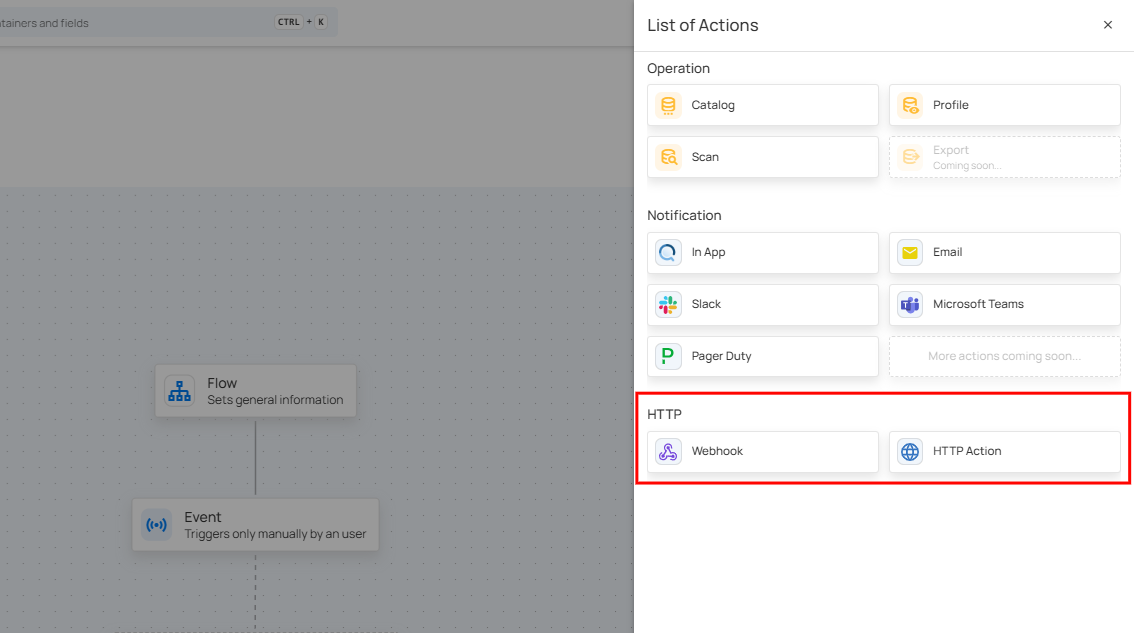 and fields
CTRL + K
List of Actions
Operation
Catalog
Profile
Scan
Export
Coming soon...
Notification
In App
Email
Slack
Microsoft Teams
Pager Duty
More actions coming soon...
HTTP
Webhook
HTTP Action
Flow
Sets general information
Event
Triggers only manually by an user